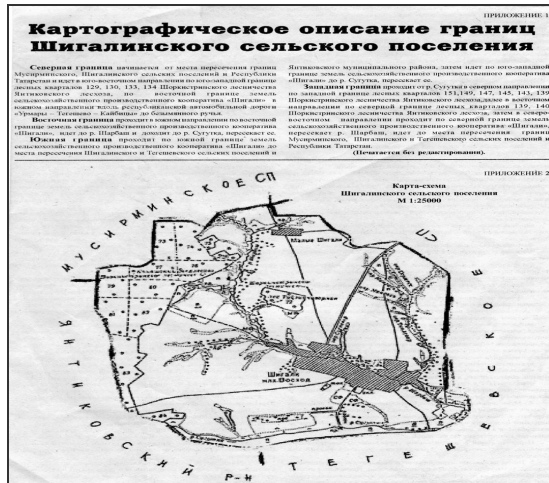 ПРИЛОЖЕНИЕ 1
Картографическое описание границ
Шигалинского сельского поселения
Северная граница начинается от места пересечения границ
Мусирминского, Шигалинского сельских поселений и Республики
Татарстан и идет в юго-восточном направлении по юго-западной границе
лесных кварталов 129, 130, 133, 134 Шоркистринского лесничества
Янтиковского лесхоза, по восточной границе земель
сельскохозяйственного производственного кооператива «Шигали» в
южном направлении вдоль республиканской автомобильной дороги
«Урмары – Тегешево – Кайбицы» до безымянного ручья.
Восточная граница проходит в южном направлении по восточной
границе земель сельскохозяйственного производственного кооператива
«Шигали», идет до р. Шарбаш и доходит до р. Сугутка, пересекает ее.
Южная граница проходит по южной границе земель
сельскохозяйственного производственного кооператива «Шигали» до
места пересечения Шигалинского и Тегешевского сельских поселений и
Янтиковского муниципального района, затем идет по юго-западной
границе земель сельскохозяйственного производственного кооператива
«Шигали» до р. Сугутка, пересекает ее.
Западная граница проходит от р. Сугутка в северном направлении
по западной границе лесных кварталов 151, 149, 147, 145, 143, 139
Шоркистринского лесничества Янтиковского лесхоза, далее в восточном
направлении по северной границе лесных кварталов 139, 140
Шоркистринского лесничества Янтиковского лесхоза, затем в северо-
восточном направлении проходит по северной границе земель
сельскохозяйственного производственного кооператива «Шигали»,
пересекает р. Ширбаш, идет до места пересечения границ
Мусирминского, Шигалинского и Тегешевского сельских поселений и
Республики Татарстан.
(Печатается без редактирования).
ПРИЛОЖЕНИЕ 2
Карта-схема
Шигалинского сельского поселения
М 1:25000
МУСИРМИНСКОЕ СП
Малые Шигали
Шигали
ТЕГЕШЕВСКОЕ СП
ЯНТИКОВСКИЙ Р-Н